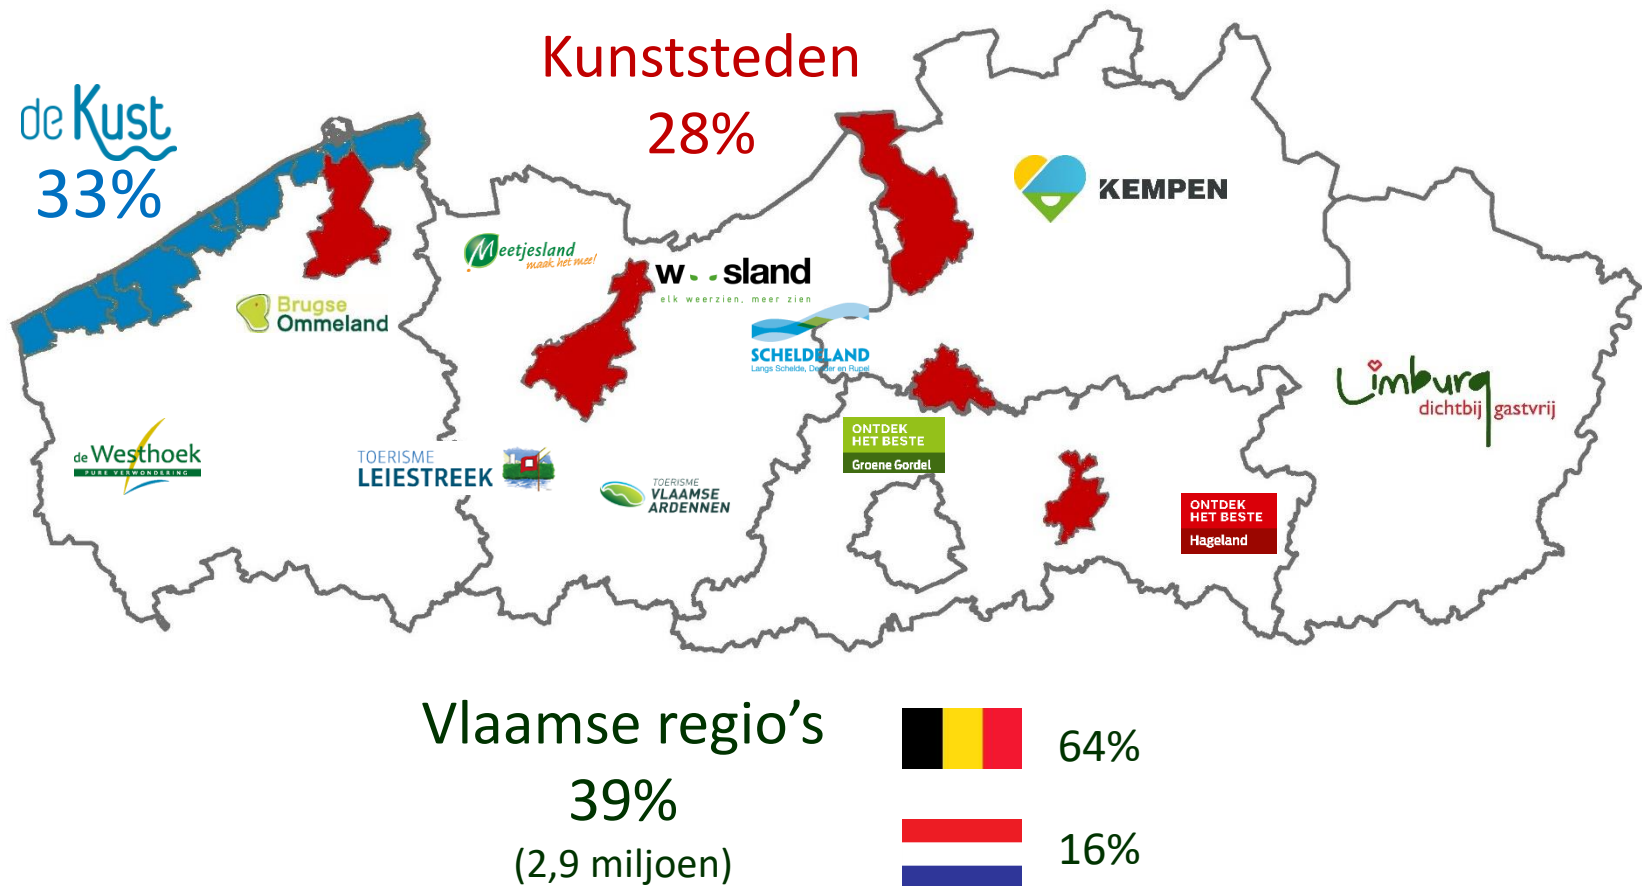 Kunststeden
28%
de Kust
33%
KEMPEN
Meetjesland
maak het mee!
w sland
elk weerzien, meer zien
Brugse
Ommeland
SCHELDELAND
Langs Schelde, Dender en Rupel
Limburg
dichtbij gastvrij
de Westhoek
PURE VERWONDERING
TOERISME
LEIESTREEK
TOERISME
VLAAMSE
ARDENNEN
ONTDEK
HET BESTE
Groene Gordel
ONTDEK
HET BESTE
Hageland
Vlaamse regio's
39%
(2,9 miljoen)
64%
16%